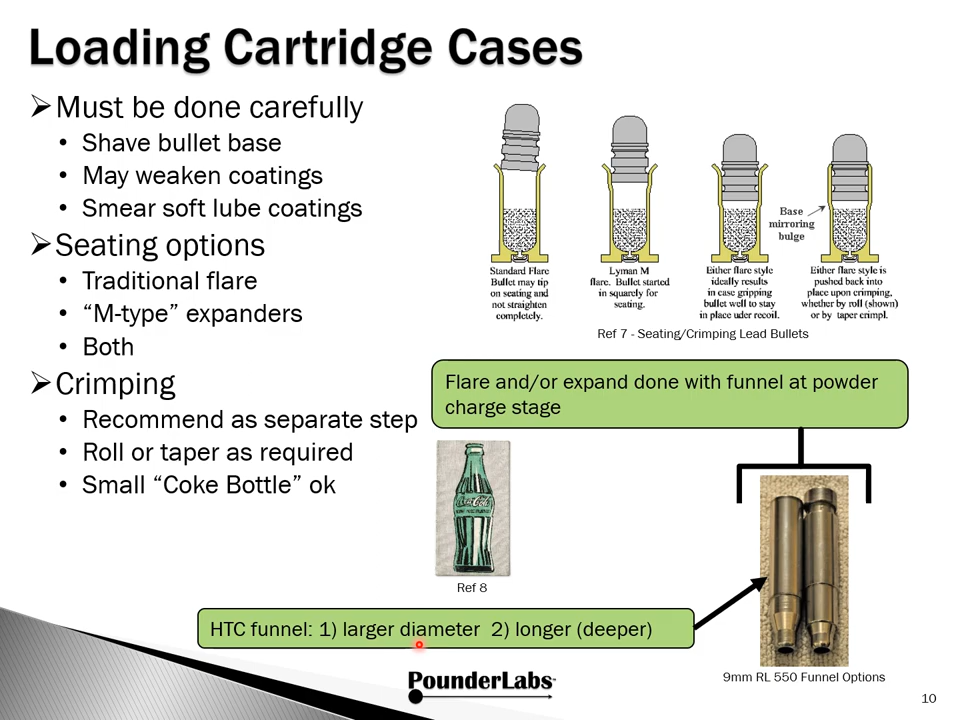 Loading Cartridge Cases
Must be done carefully
Shave bullet base
May weaken coatings
Smear soft lube coatings
Seating options
Traditional flare
“M-type” expanders
Both
Crimping
Recommend as separate step
Roll or taper as required
Small “Coke Bottle” ok
Base
mirroring
bulge
Standard Flare
Bullet may tip
on seating and
not straighten
completely.
Lyman M
flare. Bullet started
in squarely for
seating.
Either flare style
ideally results
in case gripping
bullet well to stay
in place uder recoil.
Either flare style is
pushed back into
place upon crimping,
whether by roll (shown)
or by taper crimpl.
Ref 7 - Seating/Crimping Lead Bullets
Flare and/or expand done with funnel at powder
charge stage
Coca-Cola
Ref 8
HTC funnel: 1) larger diameter 2) longer (deeper)
9mm RL 550 Funnel Options
PounderLabs
10